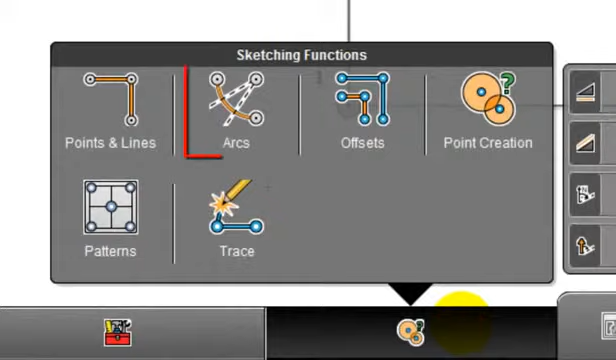 Sketching Functions
Points & Lines
Arcs
Offsets
Point Creation
Patterns
Trace